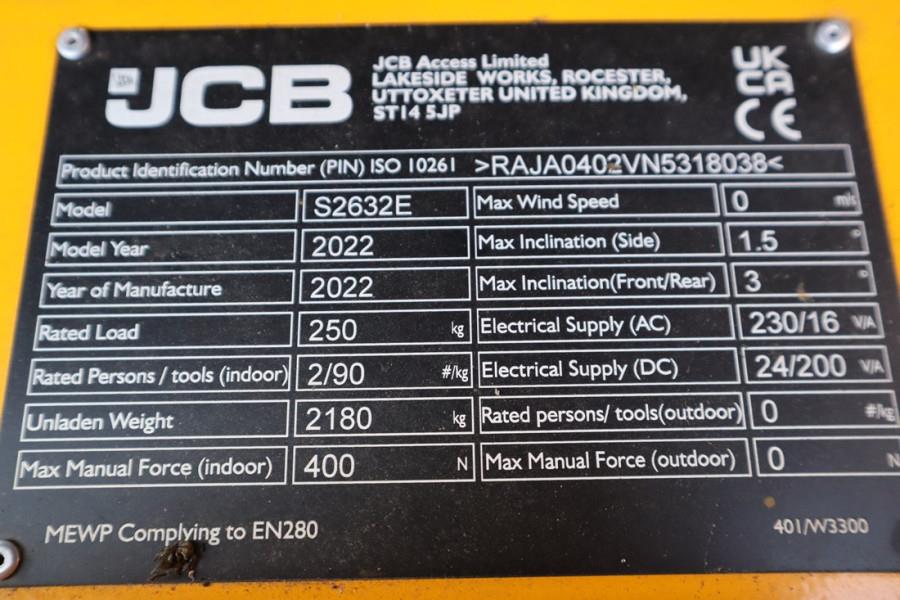 JCB
JCB Access Limited
LAKESIDE WORKS, ROCESTER,
UTTOXETER UNITED KINGDOM,
ST14 5JP
UK
CA
CE
Product Identification Number (PIN) ISO 10261 >RAJA0402VN5318038<
Model S2632E Max Wind Speed 0 m/s
Model Year 2022 Max Inclination (Side) 1.5 °
Year of Manufacture 2022 Max Inclination(Front/Rear) 3 °
Rated Load 250 kg Electrical Supply (AC) 230/16 V/A
Rated Persons / tools (indoor) 2/90 #/kg Electrical Supply (DC) 24/200 V/A
Unladen Weight 2180 kg Rated persons/ tools(outdoor) 0 #/kg
Max Manual Force (indoor) 400 N Max Manual Force (outdoor) 0 N
MEWP Complying to EN280
401/W3300